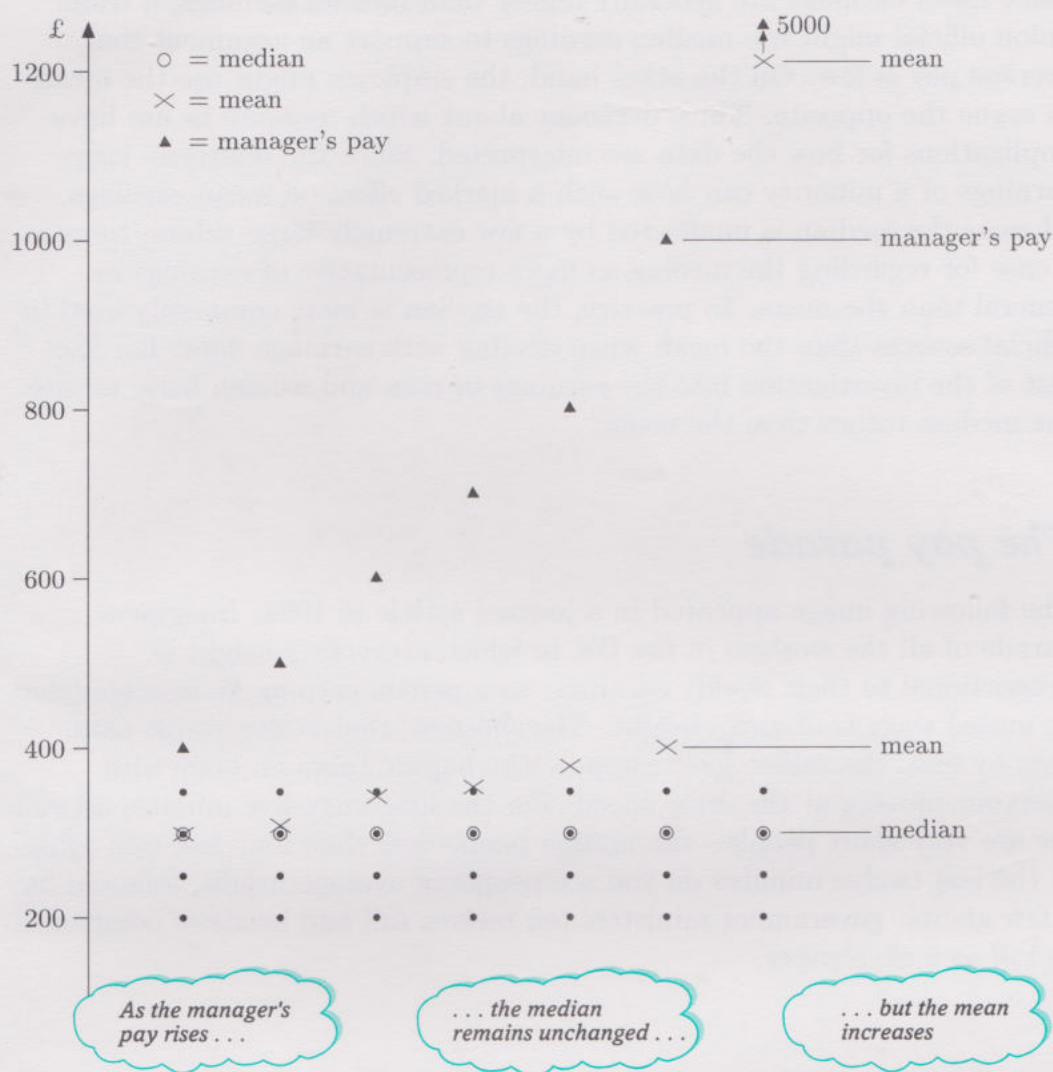 £
5000
1200
○ = median
mean
× = mean
▲ = manager's pay
1000
manager's pay
800
600
400
mean
median
200
As the manager's
pay rises . . .
. . . the median
remains unchanged . . .
. . . but the mean
increases